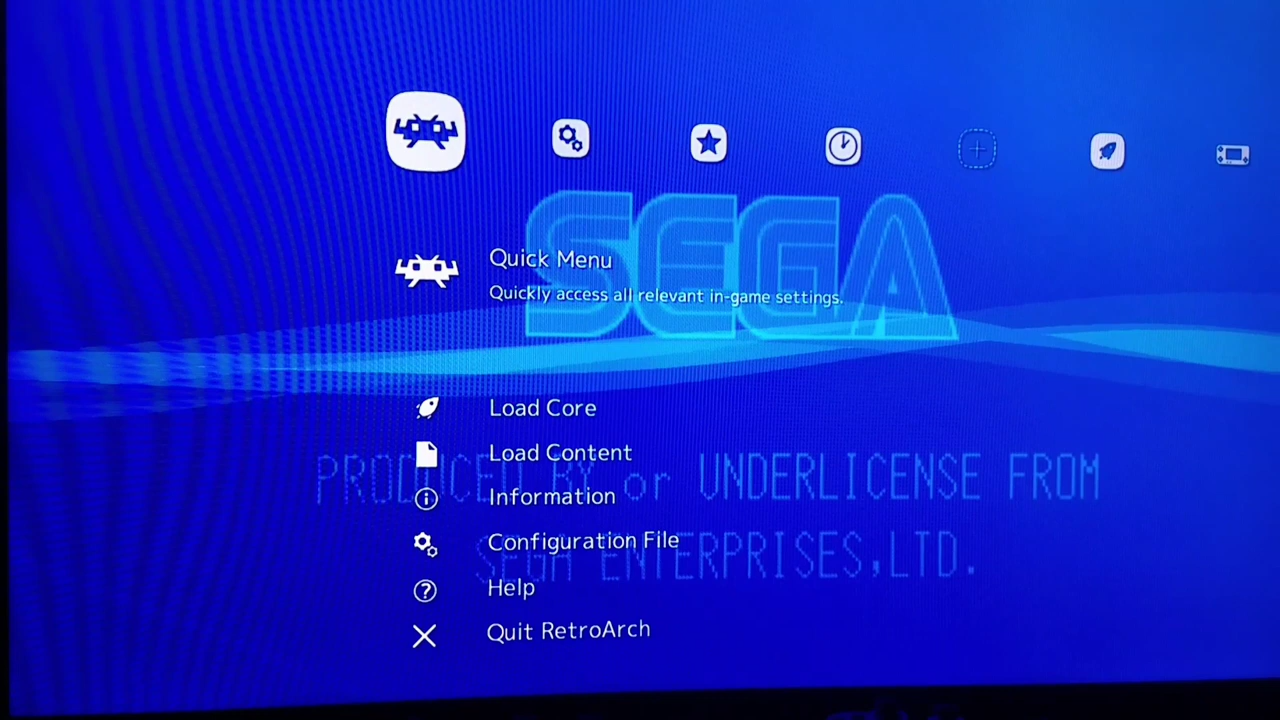 SEGA
Quick Menu
Quickly access all relevant in-game settings.
Load Core
Load Content
PRODUCED BY or UNDERLICENSE FROM
Information
Configuration File
SEGA ENTERPRISES,LTD.
Help
Quit RetroArch